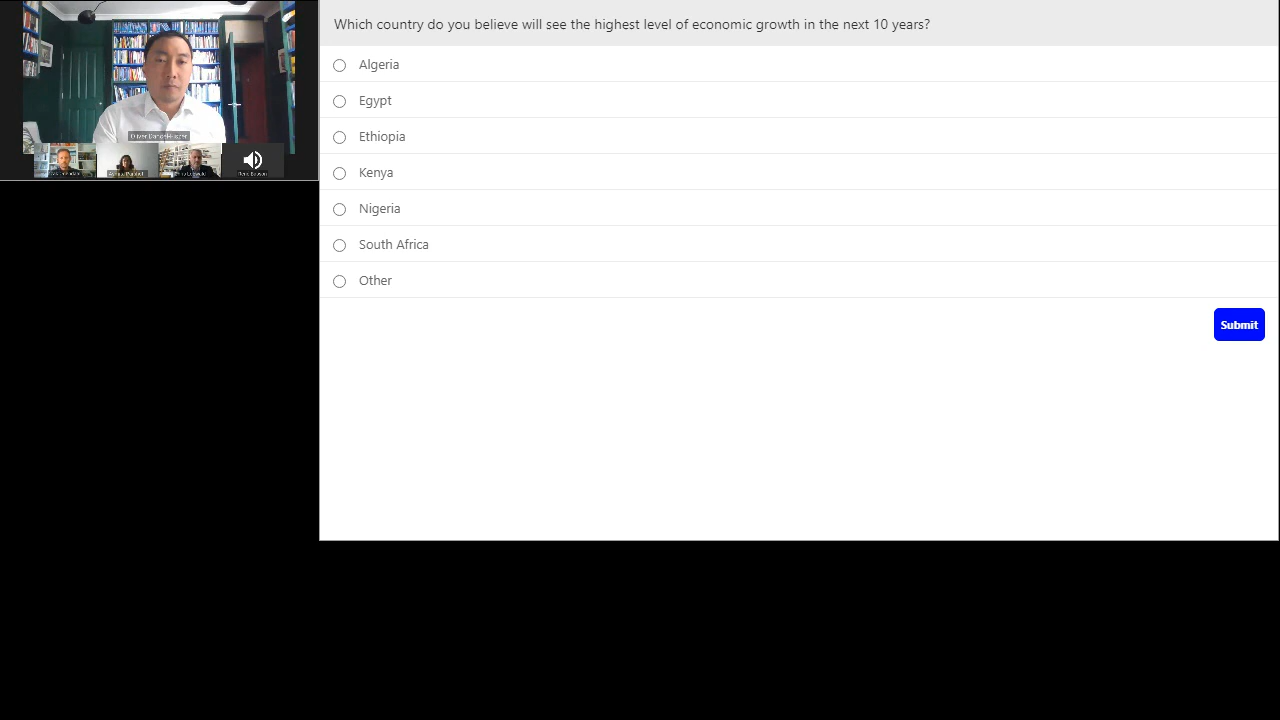 Which country do you believe will see the highest level of economic growth in the next 10 years?
Algeria
Egypt
Ethiopia
Kenya
Nigeria
South Africa
Other
Submit
Oliver